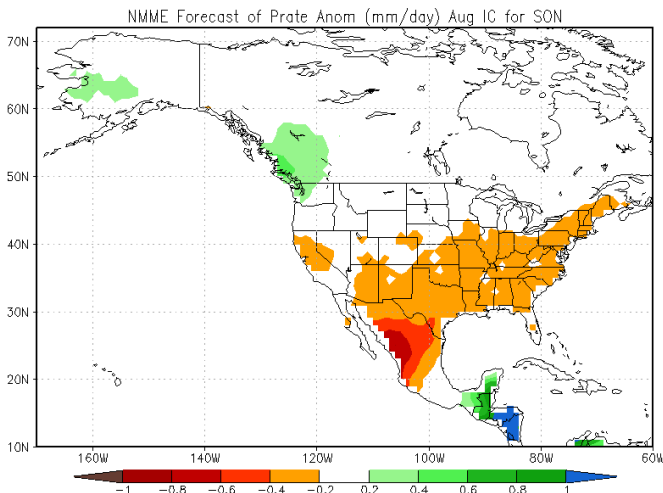 NMME Forecast of Prate Anom (mm/day) Aug IC for SON
70N
60N
50N
40N
30N
20N
10N
160W 140W 120W 100W 80W 60W
-1 -0.8 -0.6 -0.4 -0.2 0.2 0.4 0.6 0.8 1